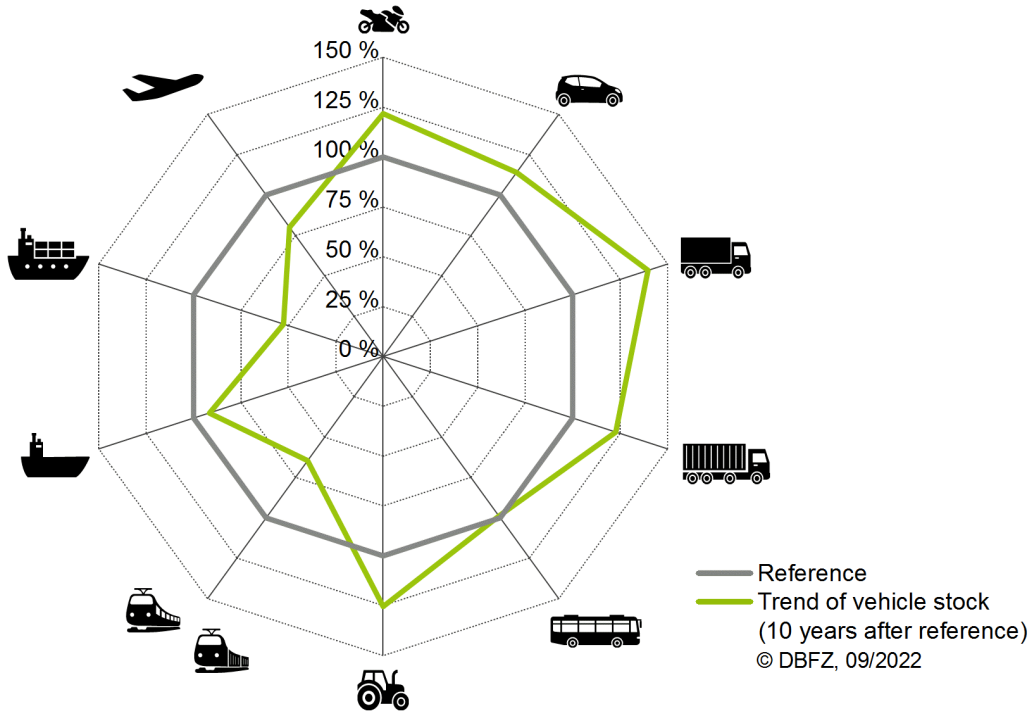 150 %
125 %
100 %
75 %
50 %
25 %
0 %
Reference
Trend of vehicle stock
(10 years after reference)
© DBFZ, 09/2022